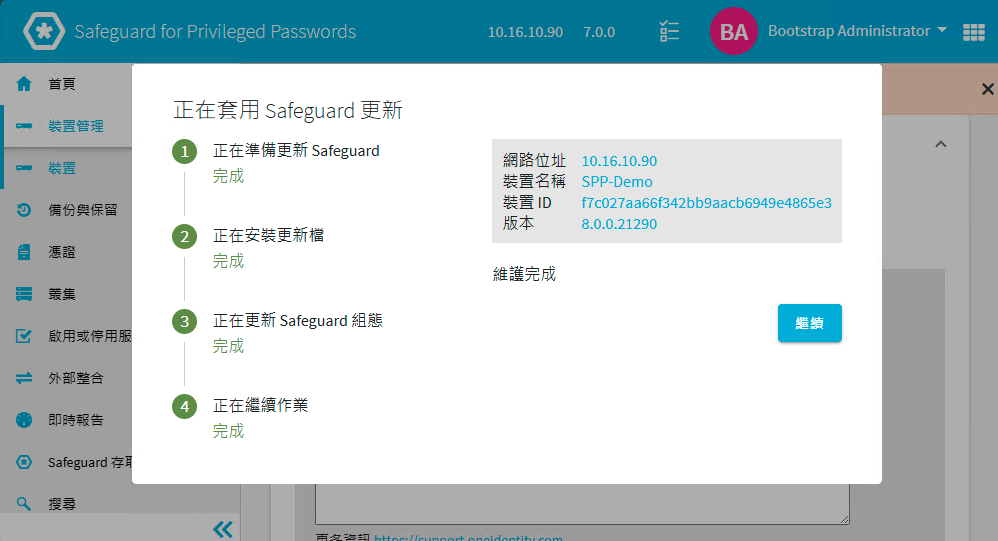 Safeguard for Privileged Passwords
10.16.10.90
7.0.0
BA
Bootstrap Administrator
首頁
裝置管理
裝置
備份與保留
憑證
叢集
啟用或停用服
外部整合
即時報告
Safeguard 存取
搜尋
正在套用 Safeguard 更新
1 正在準備更新 Safeguard
完成
2 正在安裝更新檔
完成
3 正在更新 Safeguard 組態
完成
4 正在繼續作業
完成
網路位址 10.16.10.90
裝置名稱 SPP-Demo
裝置 ID f7c027aa66f342bb9aacb6949e4865e3
版本 8.0.0.21290
維護完成
繼續
更多資訊 https://support.oneidentity.com